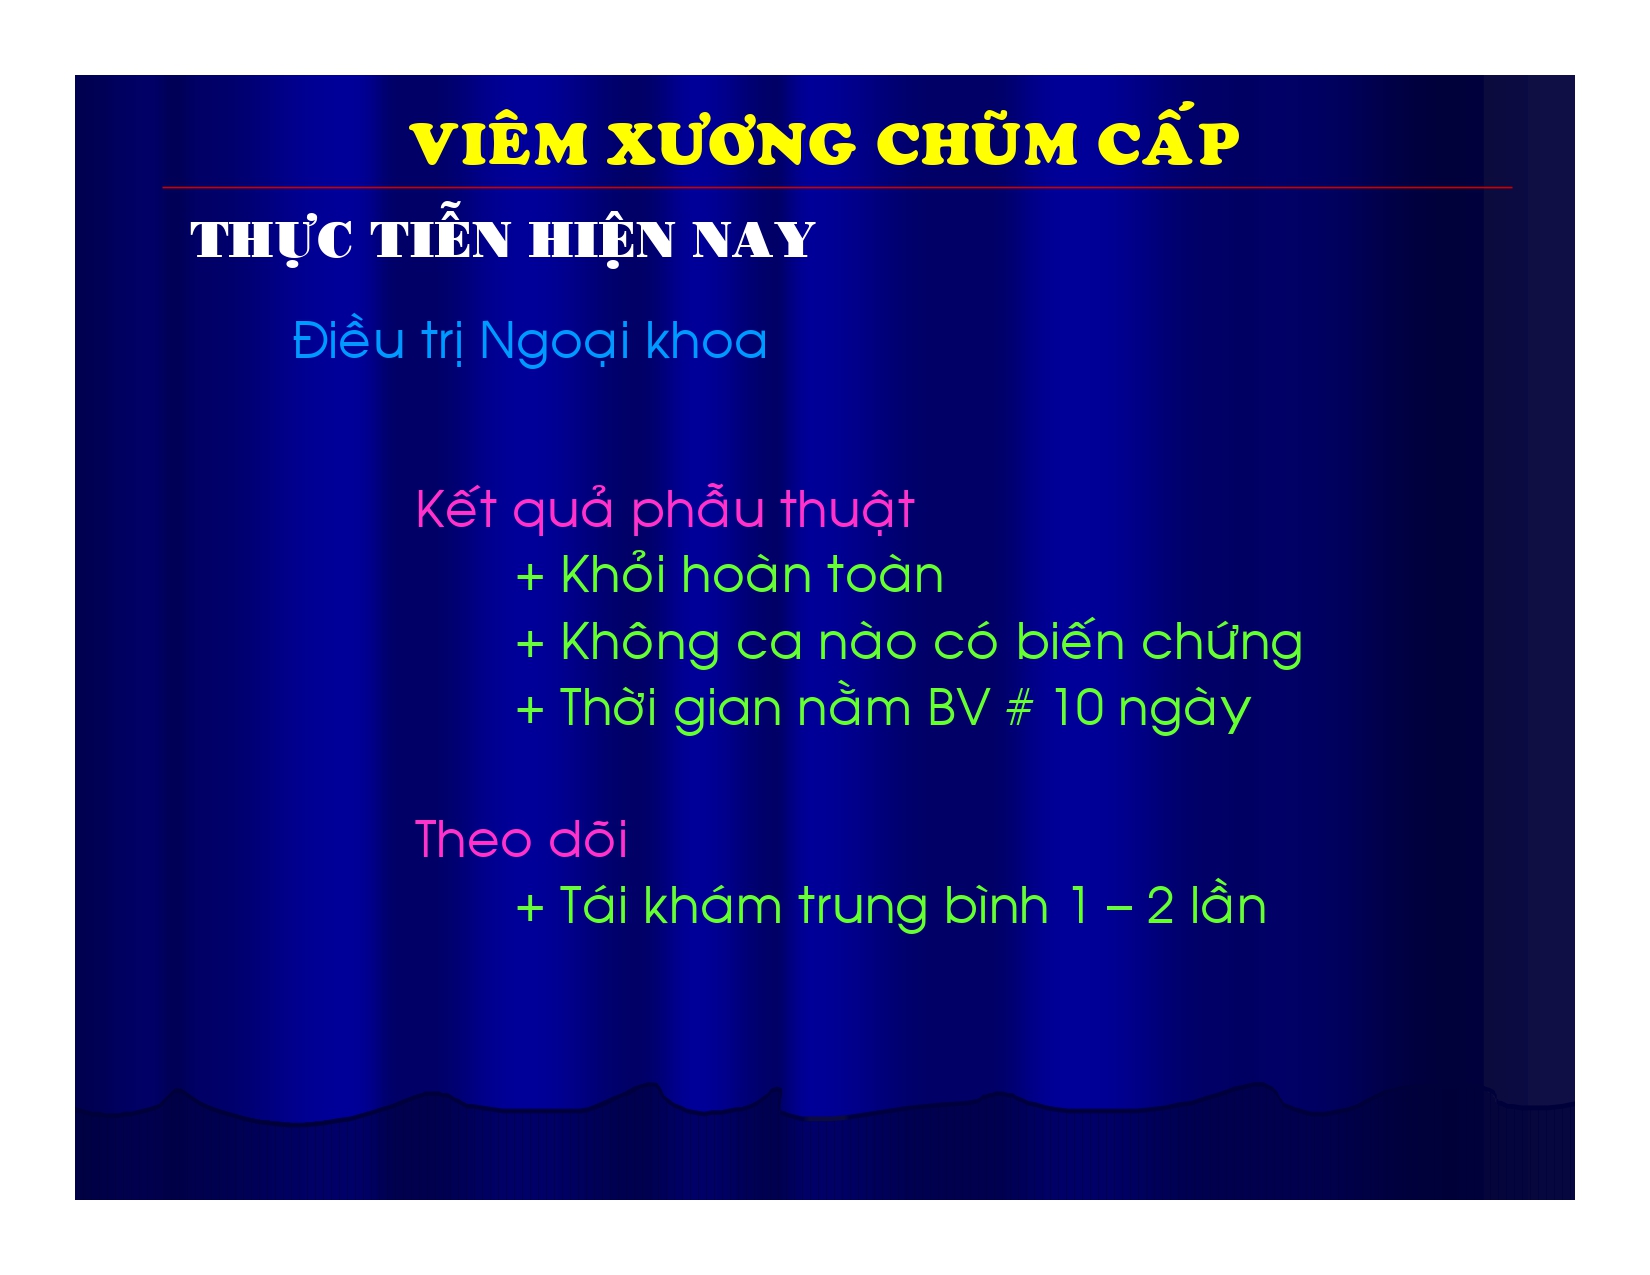 VIÊM XƯƠNG CHŨM CẤP
THỰC TIỄN HIỆN NAY
Điều trị Ngoại khoa
Kết quả phẫu thuật
+ Khỏi hoàn toàn
+ Không ca nào có biến chứng
+ Thời gian nằm BV # 10 ngày
Theo dõi
+ Tái khám trung bình 1 – 2 lần